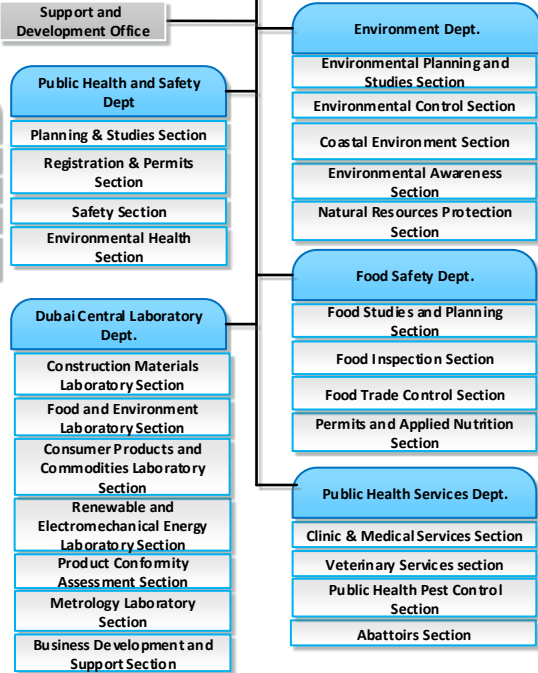 Support and
Development Office
Public Health and Safety
Dept
Planning & Studies Section
Registration & Permits
Section
Safety Section
Environmental Health
Section
Dubai Central Laboratory
Dept.
Construction Materials
Laboratory Section
Food and Environment
Laboratory Section
Consumer Products and
Commodities Laboratory
Section
Renewable and
Electromechanical Energy
Laboratory Section
Product Conformity
Assessment Section
Metrology Laboratory
Section
Business Development and
Support Section
Environment Dept.
Environmental Planning and
Studies Section
Environmental Control Section
Coastal Environment Section
Environmental Awareness
Section
Natural Resources Protection
Section
Food Safety Dept.
Food Studies and Planning
Section
Food Inspection Section
Food Trade Control Section
Permits and Applied Nutrition
Section
Public Health Services Dept.
Clinic & Medical Services Section
Veterinary Services section
Public Health Pest Control
Section
Abattoirs Section